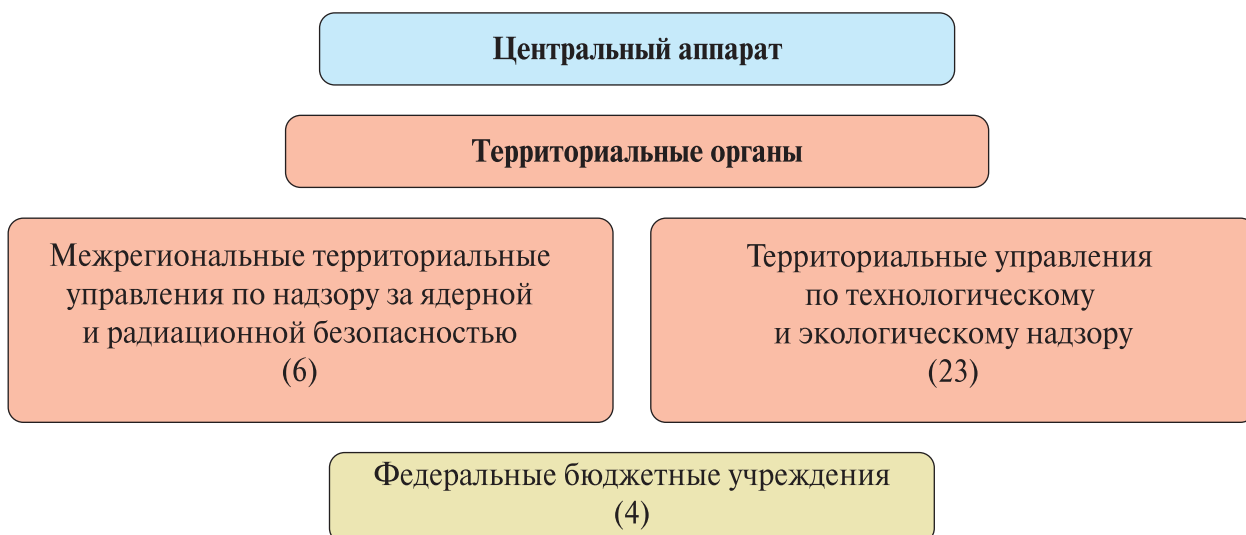 Центральный аппарат
Территориальные органы
Межрегиональные территориальные
управления по надзору за ядерной
и радиационной безопасностью
(6)
Территориальные управления
по технологическому
и экологическому надзору
(23)
Федеральные бюджетные учреждения
(4)